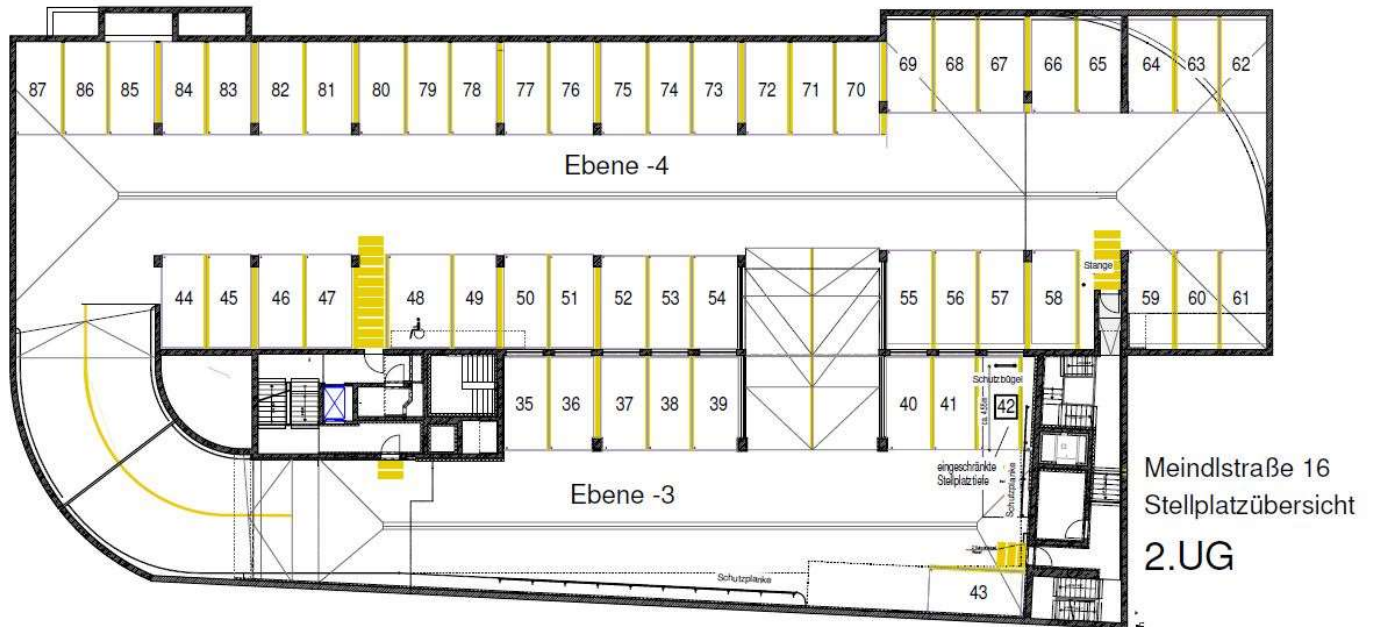 87 86 85 84 83 82 81 80 79 78 77 76 75 74 73 72 71 70 69 68 67 66 65 64 63 62
Ebene -4
Stange
44 45 46 47 48 49 50 51 52 53 54 55 56 57 58 59 60 61
Schutzbügel
35 36 37 38 39 40 41 42
eingeschränkte
Stellplatztiefe
Schutzplanke
Ebene -3
Meindlstraße 16
Stellplatzübersicht
2.UG
Schutzplanke
43